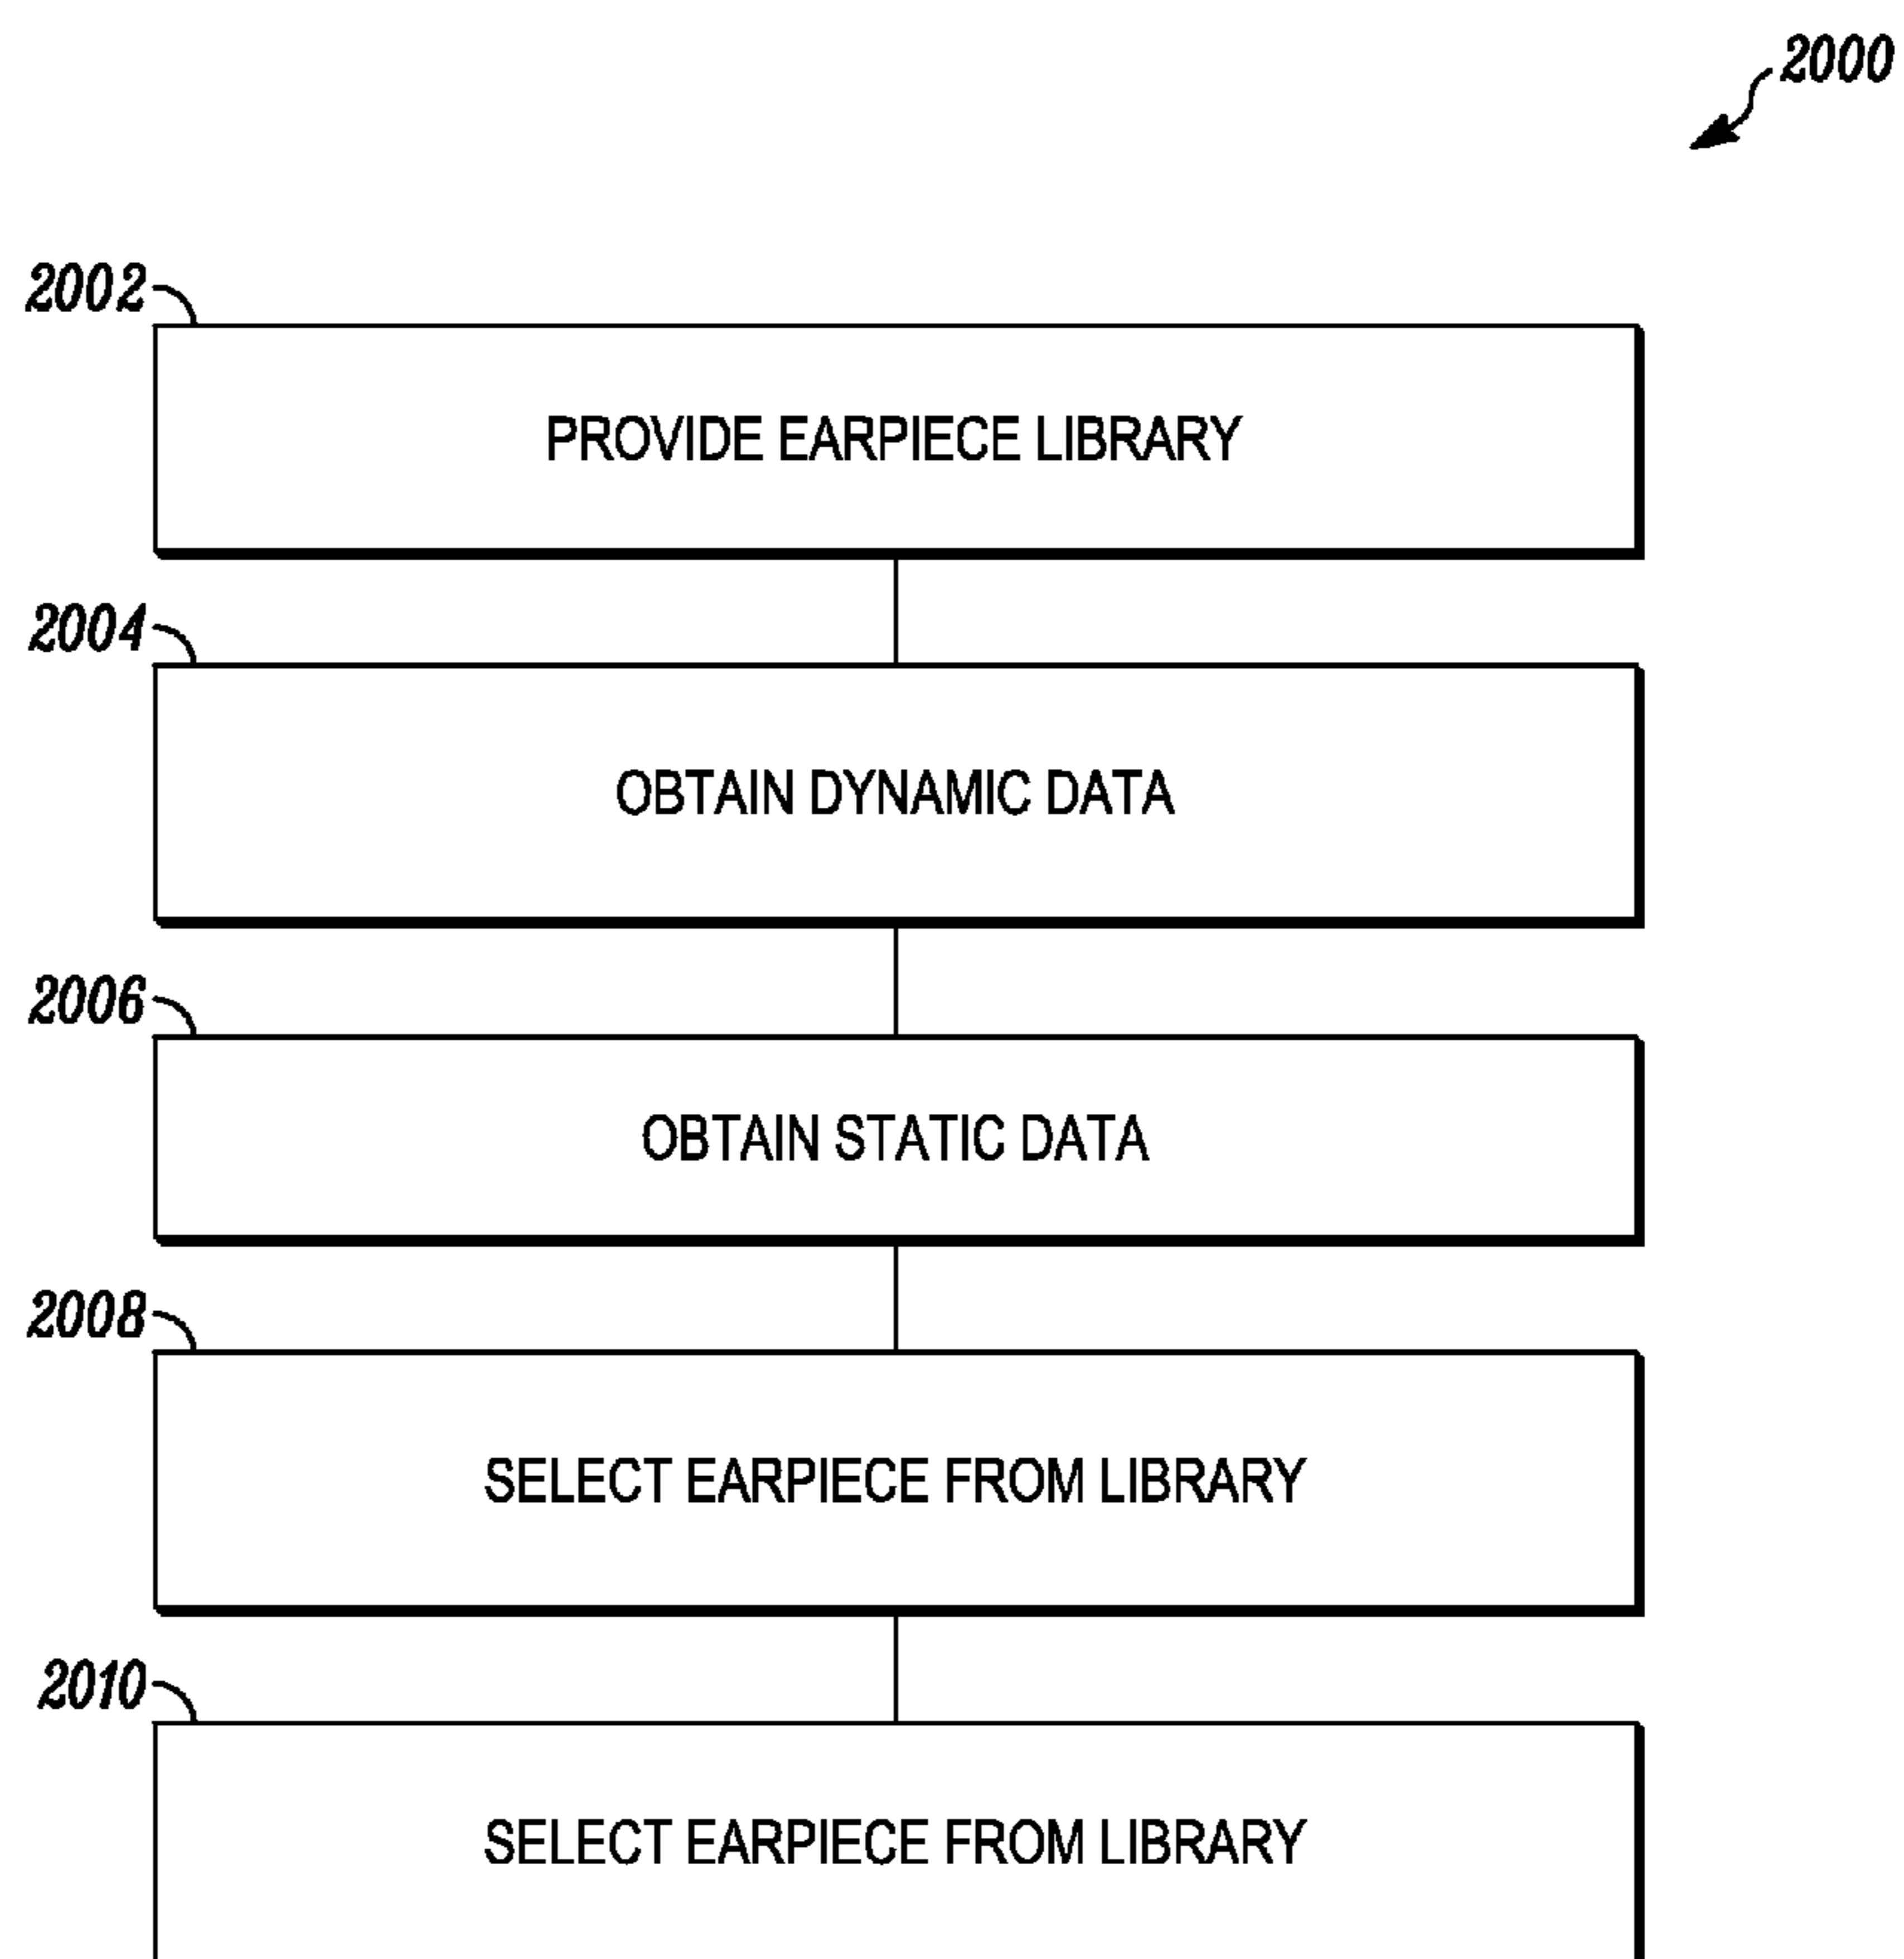 2000
2002
PROVIDE EARPIECE LIBRARY
2004
OBTAIN DYNAMIC DATA
2006
OBTAIN STATIC DATA
2008
SELECT EARPIECE FROM LIBRARY
2010
SELECT EARPIECE FROM LIBRARY